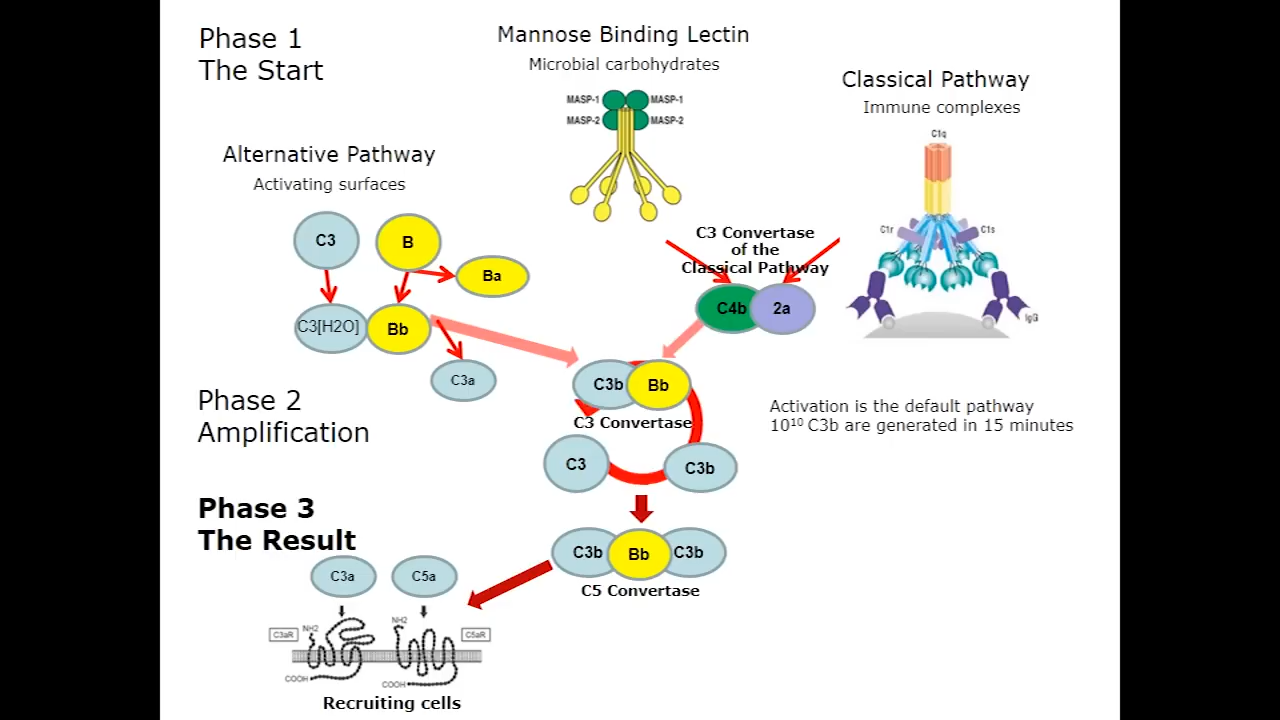 Phase 1
The Start
Mannose Binding Lectin
Microbial carbohydrates
MASP-1
MASP-1
MASP-2
MASP-2
Classical Pathway
Immune complexes
C1q
C1r
C1s
IgG
Alternative Pathway
Activating surfaces
C3
B
Ba
C3[H2O]
Bb
C3a
C3 Convertase
of the
Classical Pathway
C4b
2a
Phase 2
Amplification
C3b
Bb
C3 Convertase
C3
C3b
Activation is the default pathway
10¹⁰ C3b are generated in 15 minutes
Phase 3
The Result
C3b
Bb
C3b
C5 Convertase
C3a
C5a
C3aR
NH2
NH2
C5aR
COOH
COOH
Recruiting cells